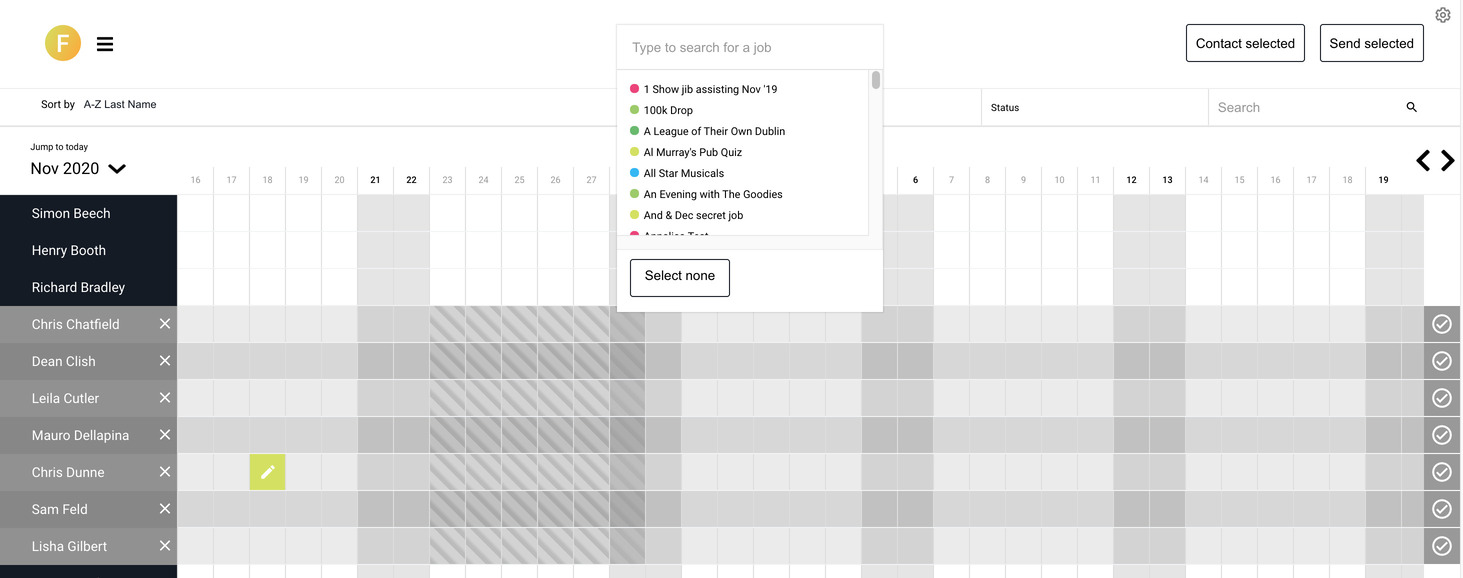 F
Type to search for a job
Contact selected
Send selected
Sort by A-Z Last Name
Status
Search
1 Show jib assisting Nov '19
100k Drop
A League of Their Own Dublin
Al Murray's Pub Quiz
All Star Musicals
An Evening with The Goodies
And & Dec secret job
Select none
Jump to today
Nov 2020
16 17 18 19 20 21 22 23 24 25 26 27 6 7 8 9 10 11 12 13 14 15 16 17 18 19
Simon Beech
Henry Booth
Richard Bradley
Chris Chatfield
Dean Clish
Leila Cutler
Mauro Dellapina
Chris Dunne
Sam Feld
Lisha Gilbert